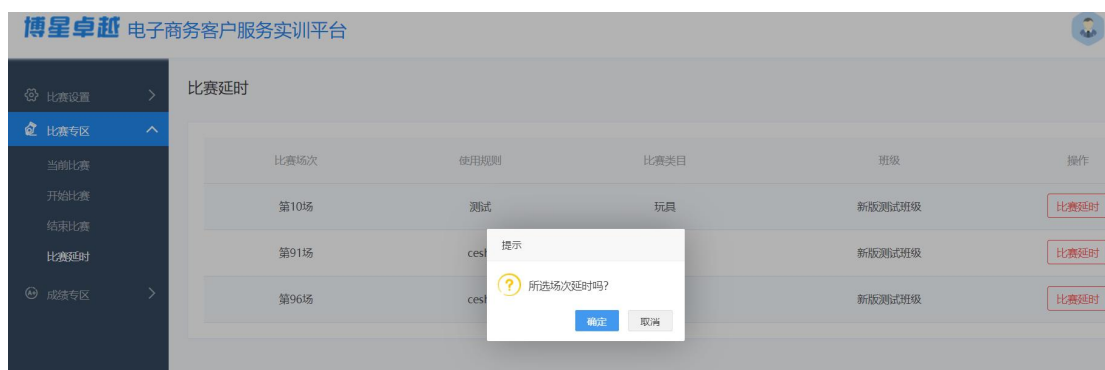 博星卓越 电子商务客户服务实训平台
比赛设置
比赛专区
当前比赛
开始比赛
结束比赛
比赛延时
成绩专区
比赛延时
比赛场次 使用规则 比赛类目 班级 操作
第10场 测试 玩具 新版测试班级 比赛延时
第91场 新版测试班级 比赛延时
第96场 新版测试班级 比赛延时
提示
所选场次延时吗?
确定 取消